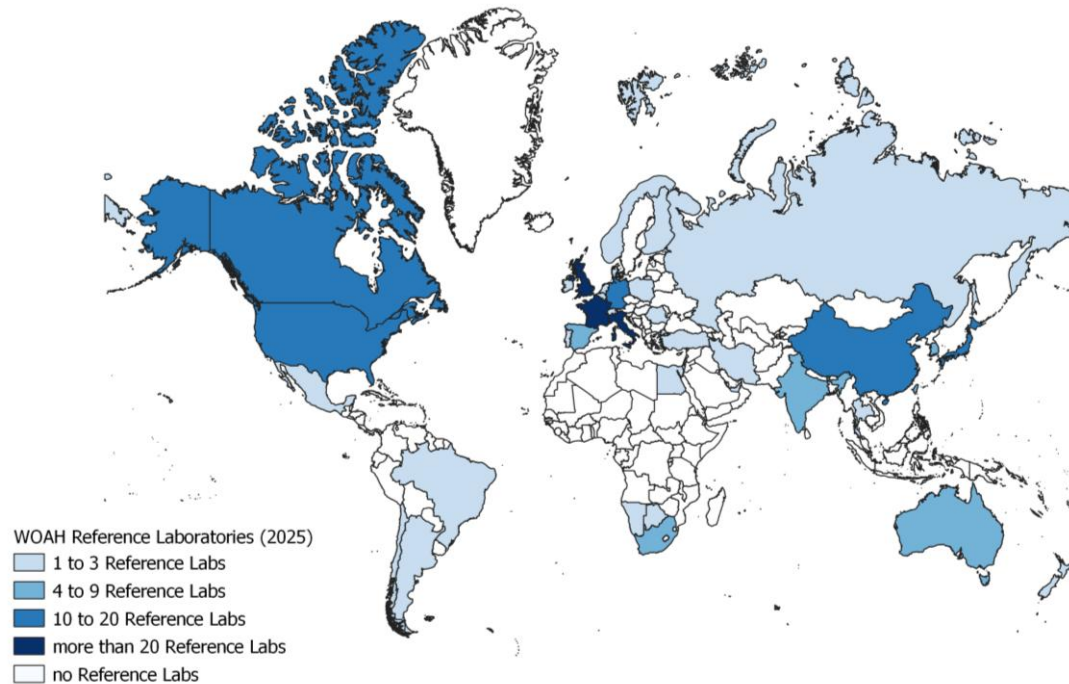 WOAH Reference Laboratories (2025)
1 to 3 Reference Labs
4 to 9 Reference Labs
10 to 20 Reference Labs
more than 20 Reference Labs
no Reference Labs